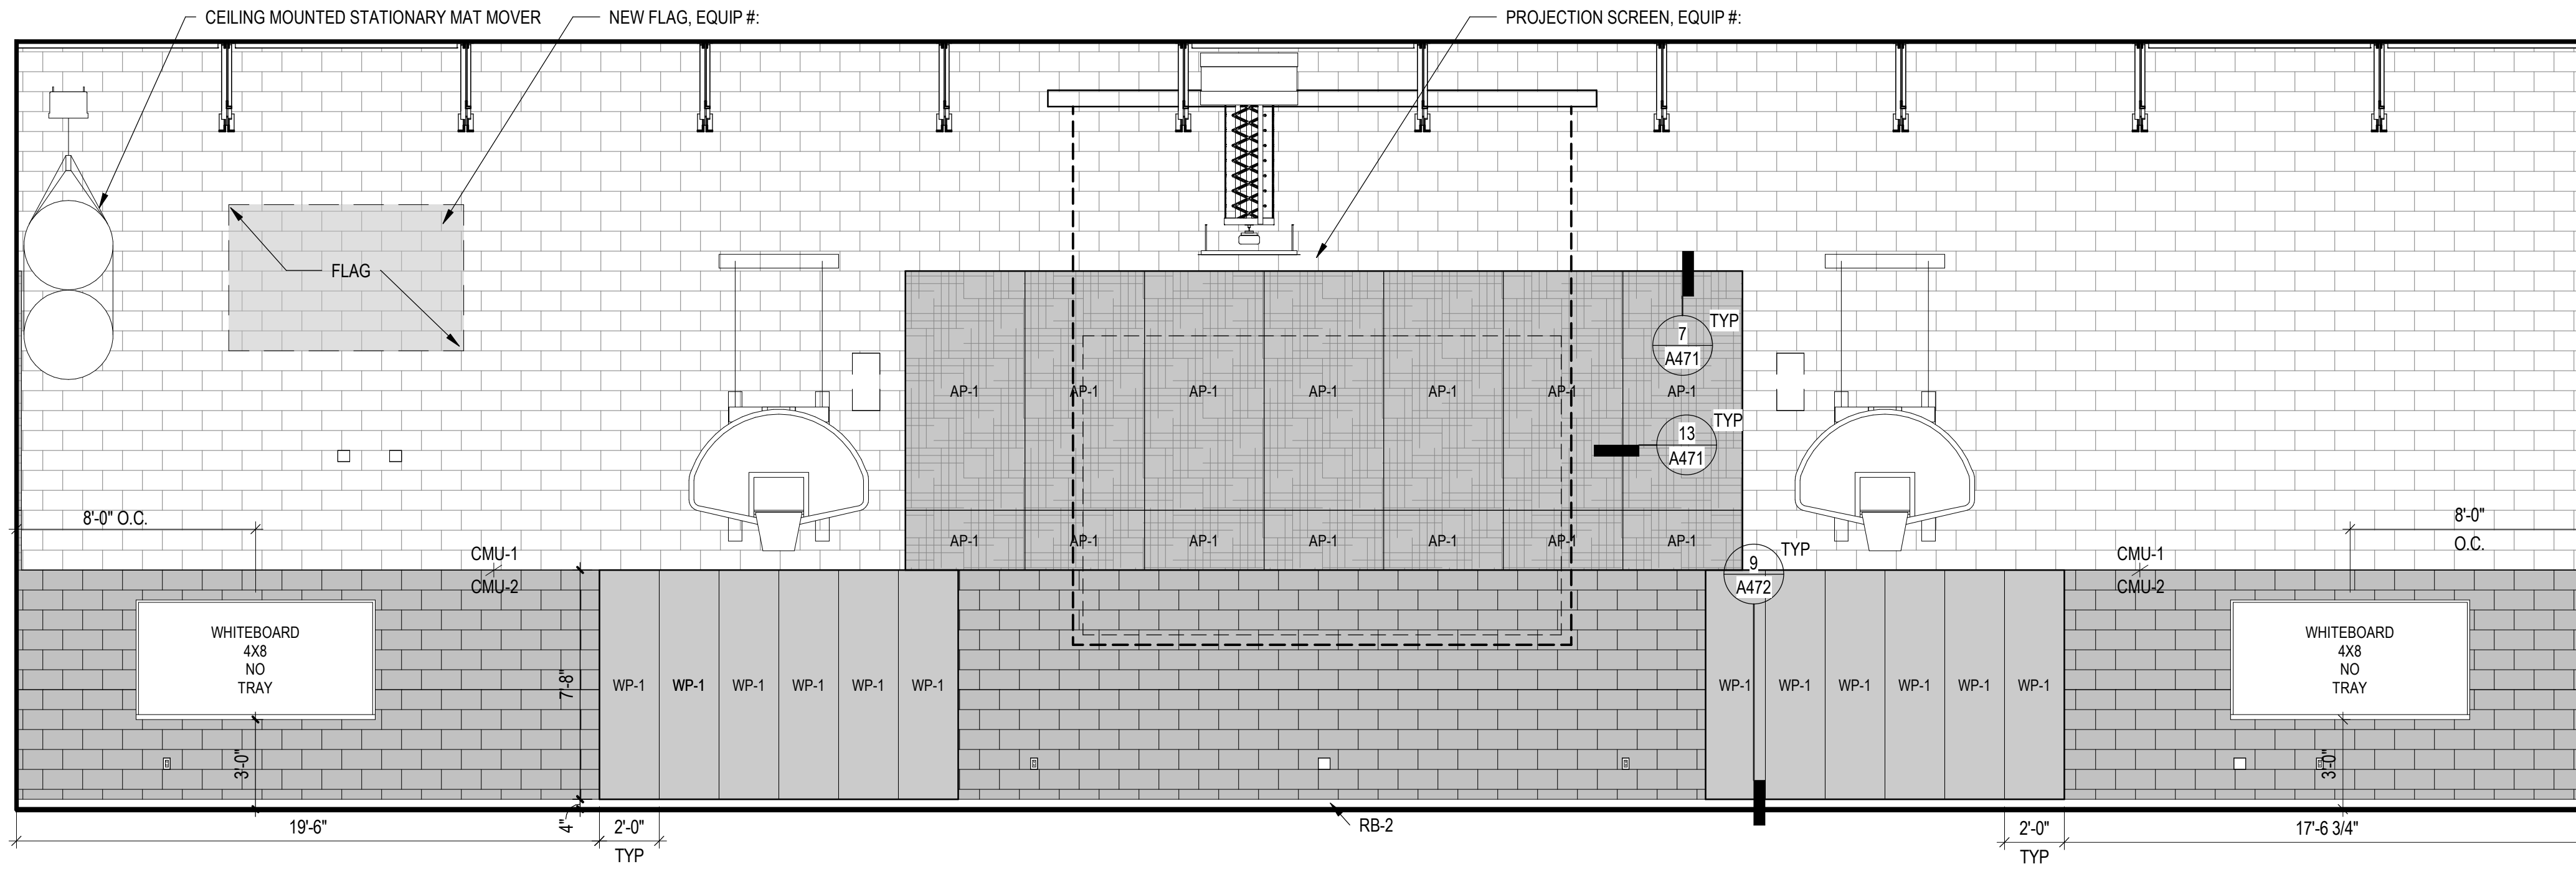 CEILING MOUNTED STATIONARY MAT MOVER
NEW FLAG, EQUIP #:
PROJECTION SCREEN, EQUIP #:
FLAG
7
A471
TYP
AP-1 AP-1 AP-1 AP-1 AP-1 AP-1 AP-1
13
A471
TYP
8'-0" O.C.
8'-0"
O.C.
AP-1 AP-1 AP-1 AP-1 AP-1 AP-1 AP-1
CMU-1
CMU-2
9
A472
TYP
CMU-1
CMU-2
WHITEBOARD
4X8
NO
TRAY
7'-8"
WP-1 WP-1 WP-1 WP-1 WP-1 WP-1
WP-1 WP-1 WP-1 WP-1 WP-1 WP-1
WHITEBOARD
4X8
NO
TRAY
3'-0"
3'-0"
19'-6"
4"
2'-0"
TYP
RB-2
2'-0"
TYP
17'-6 3/4"